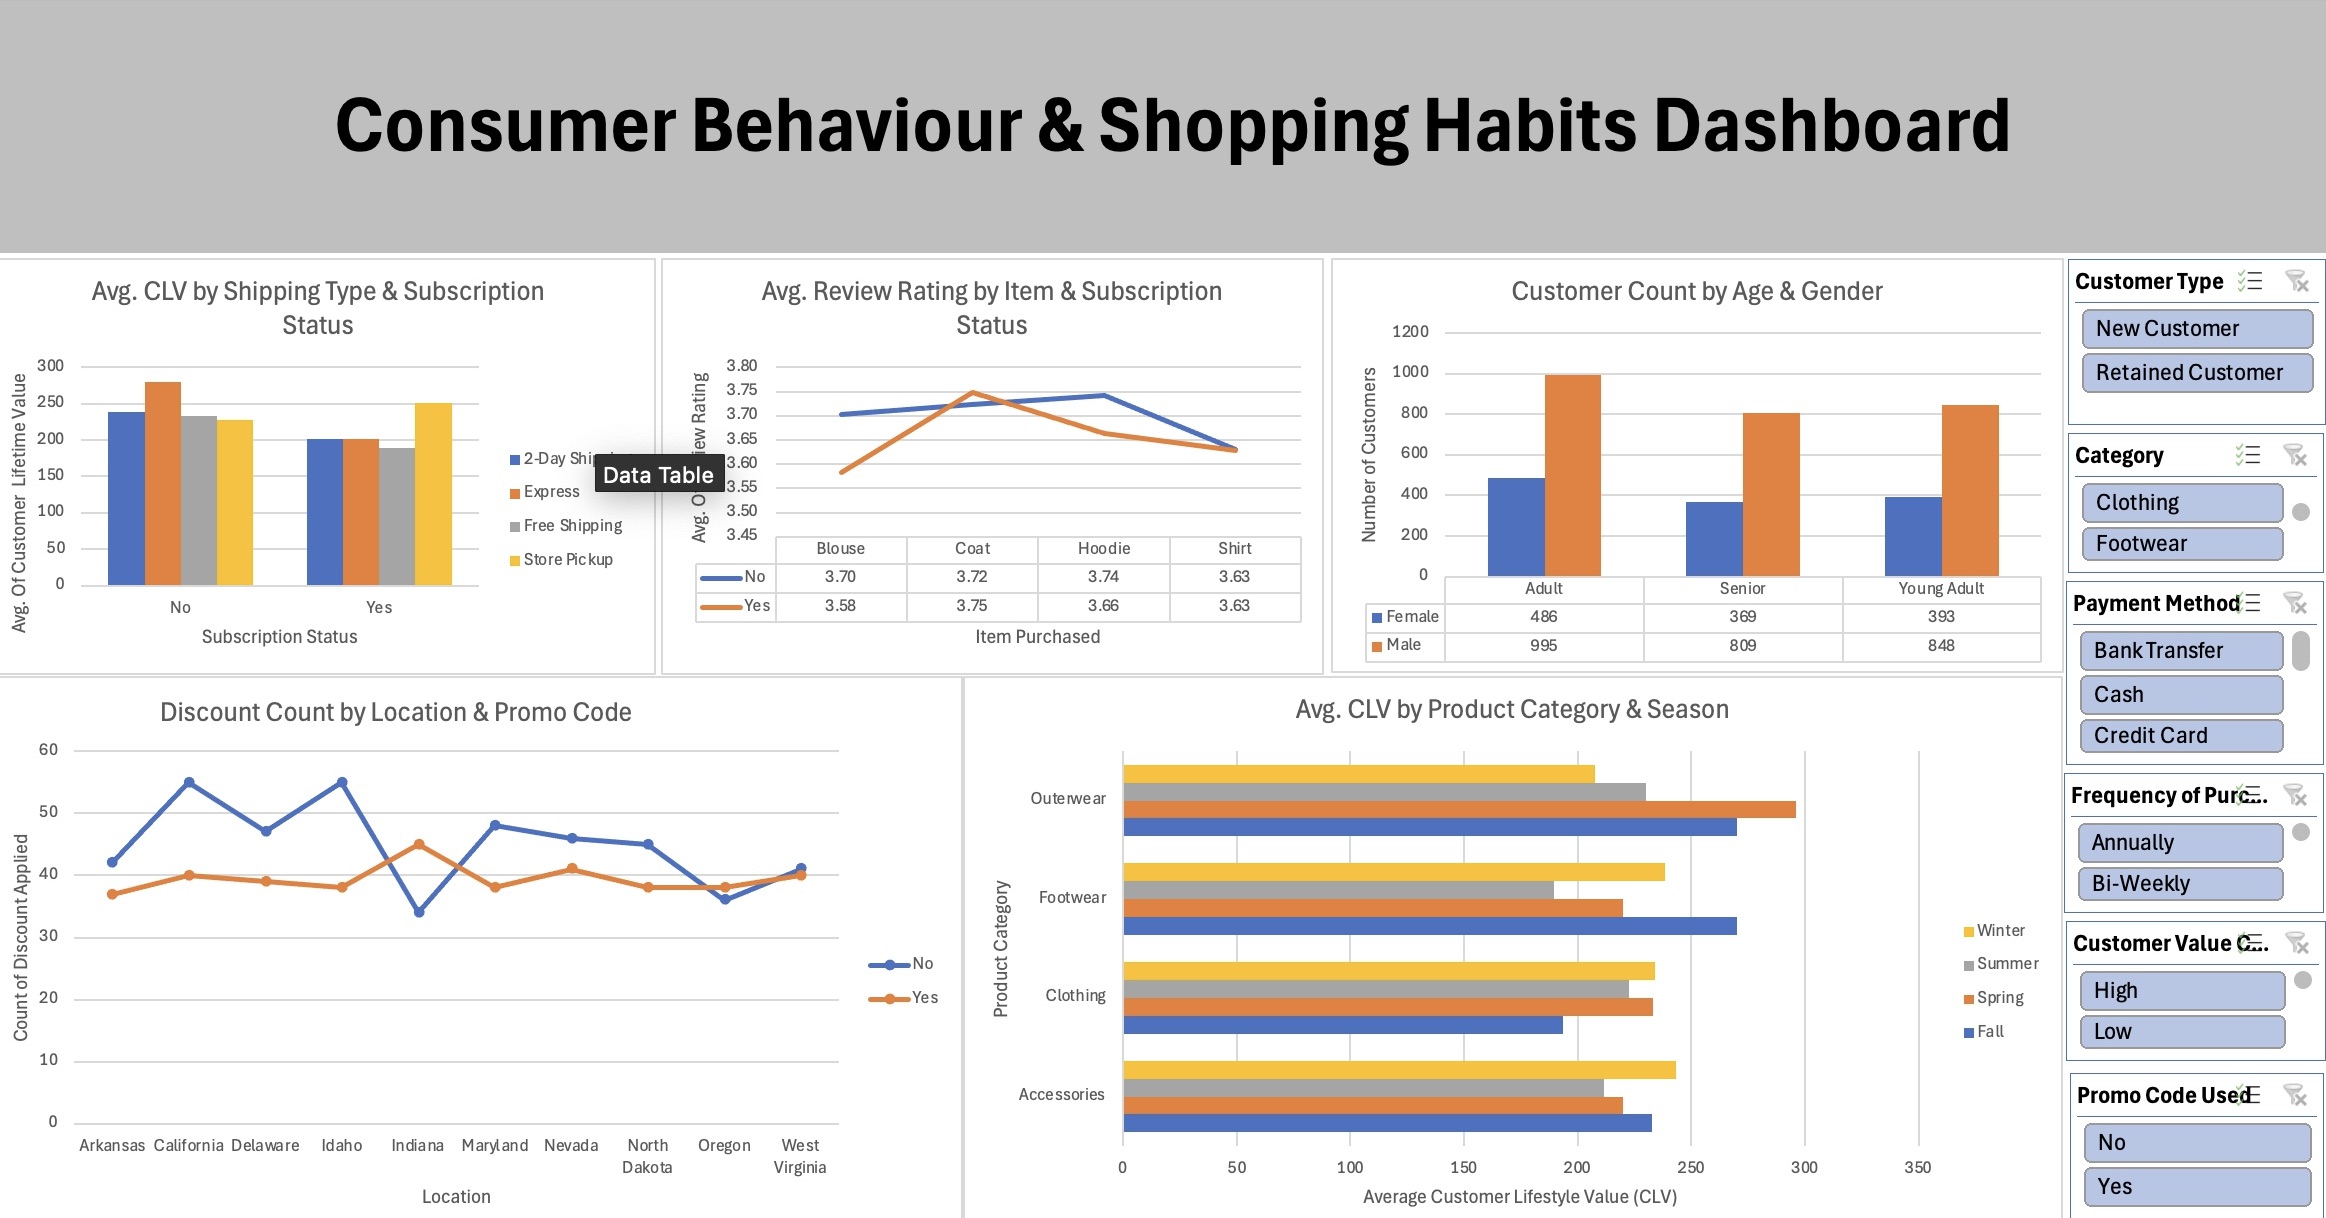 Consumer Behaviour & Shopping Habits Dashboard
Avg. CLV by Shipping Type & Subscription
Status
300
250
200
150
100
50
0
Avg. Of Customer Lifetime Value
No
Yes
Subscription Status
2-Day
Express
Free Shipping
Store Pickup
Data Table
Avg. Review Rating by Item & Subscription
Status
3.80
3.75
3.70
3.65
3.60
3.55
3.50
3.45
Avg. Rating
Blouse Coat Hoodie Shirt
No 3.70 3.72 3.74 3.63
Yes 3.58 3.75 3.66 3.63
Item Purchased
Customer Count by Age & Gender
1200
1000
800
600
400
200
0
Number of Customers
Adult Senior Young Adult
Female 486 369 393
Male 995 809 848
Discount Count by Location & Promo Code
60
50
40
30
20
10
0
Count of Discount Applied
Arkansas California Delaware Idaho Indiana Maryland Nevada North Oregon West
Dakota Virginia
Location
No
Yes
Avg. CLV by Product Category & Season
Product Category
Outerwear
Footwear
Clothing
Accessories
0 50 100 150 200 250 300 350
Average Customer Lifestyle Value (CLV)
Winter
Summer
Spring
Fall
Customer Type
New Customer
Retained Customer
Category
Clothing
Footwear
Payment Method
Bank Transfer
Cash
Credit Card
Frequency of Purc...
Annually
Bi-Weekly
Customer Value C...
High
Low
Promo Code Used
No
Yes